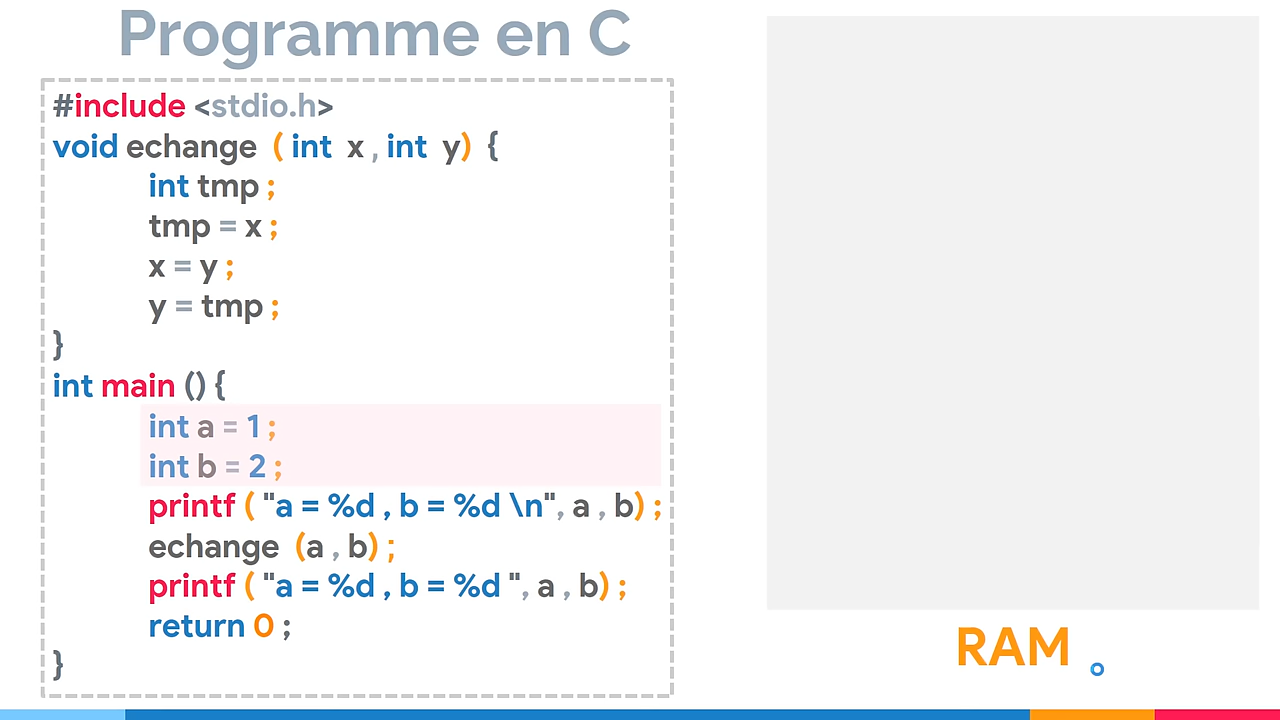 Programme en C
#include <stdio.h>
void echange ( int x , int y) {
int tmp ;
tmp = x ;
x = y ;
y = tmp ;
}
int main () {
int a = 1 ;
int b = 2 ;
printf ( "a = %d , b = %d \n", a , b) ;
echange (a , b) ;
printf ( "a = %d , b = %d ", a , b) ;
return 0 ;
}
RAM